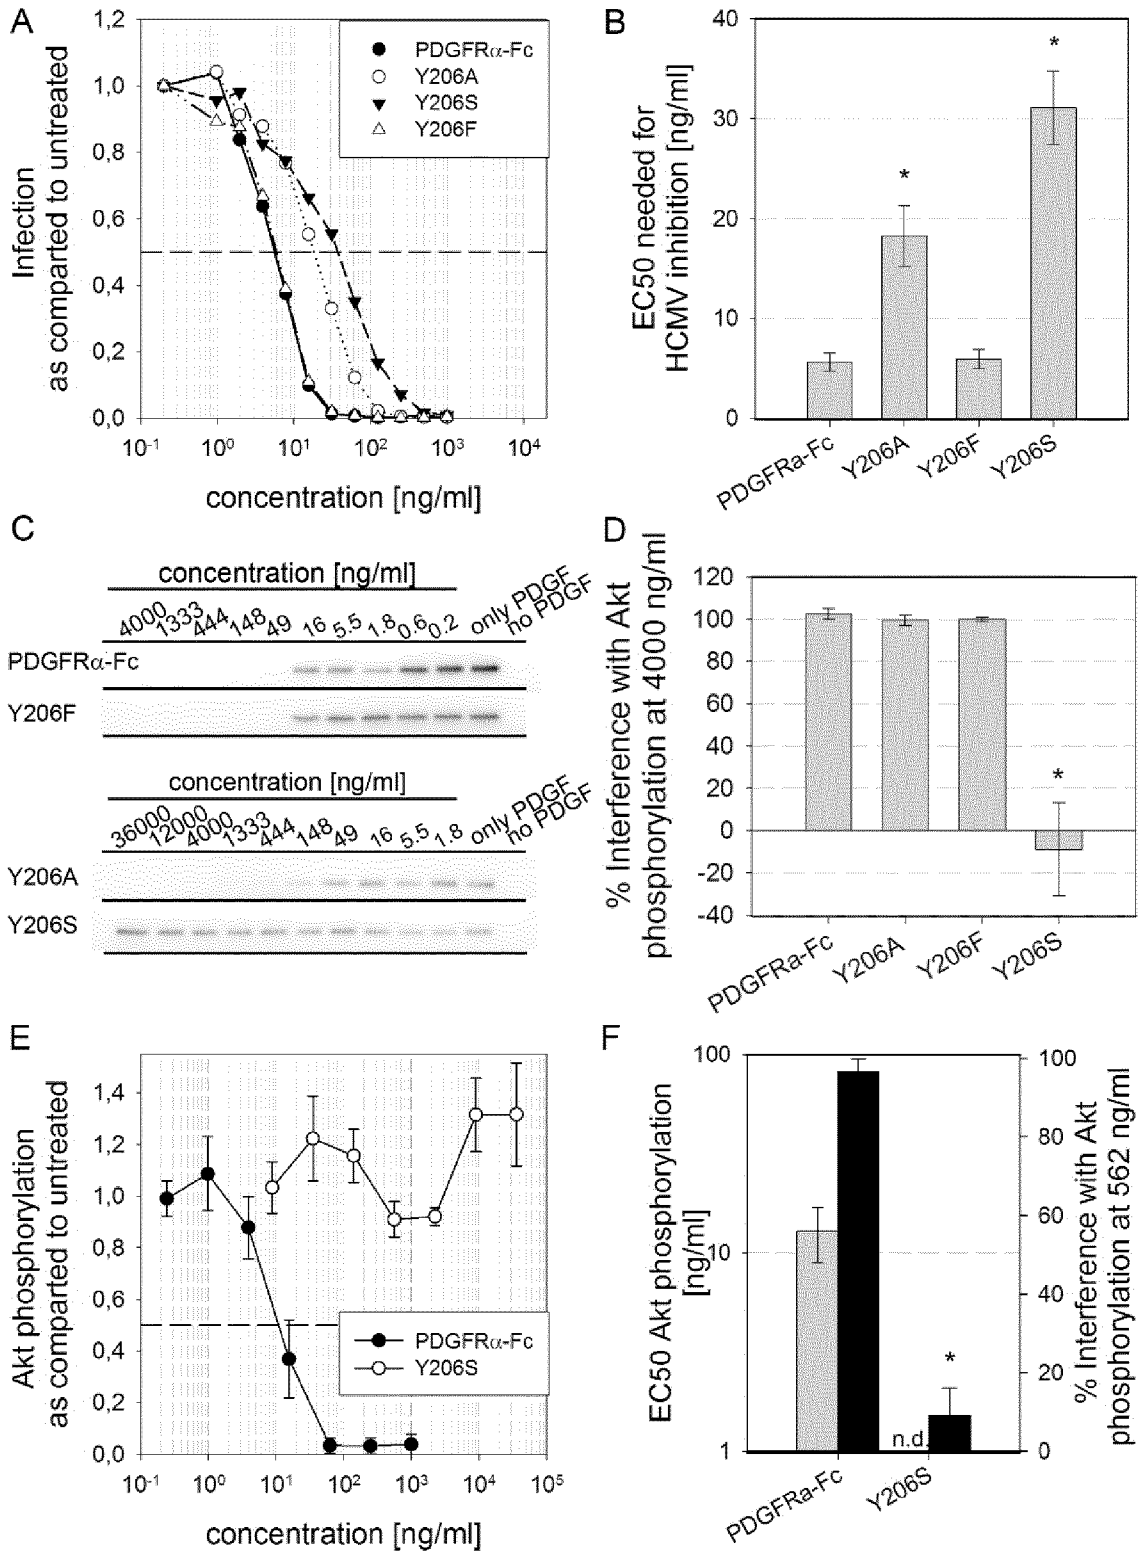 A
Infection
as comparted to untreated
1,2
1,0
0,8
0,6
0,4
0,2
0,0
PDGFRα-Fc
Y206A
Y206S
Y206F
10-1 100 101 102 103 104
concentration [ng/ml]
B
EC50 needed for
HCMV inhibition [ng/ml]
40
30
20
10
0
*
*
PDGFRa-Fc Y206A Y206F Y206S
C
concentration [ng/ml]
4000 1333 444 148 49 16 5.5 1.8 0.6 0.2 only PDGF no PDGF
PDGFRα-Fc
Y206F
concentration [ng/ml]
36000 12000 4000 1333 444 148 49 16 5.5 1.8 only PDGF no PDGF
Y206A
Y206S
D
% Interference with Akt
phosphorylation at 4000 ng/ml
120
100
80
60
40
20
0
-20
-40
*
PDGFRa-Fc Y206A Y206F Y206S
E
Akt phosphorylation
as comparted to untreated
1,4
1,2
1,0
0,8
0,6
0,4
0,2
0,0
PDGFRα-Fc
Y206S
10-1 100 101 102 103 104 105
concentration [ng/ml]
F
EC50 Akt phosphorylation
[ng/ml]
100
10
1
n.d.
*
100
80
60
40
20
0
% Interference with Akt
phosphorylation at 562 ng/ml
PDGFRa-Fc Y206S